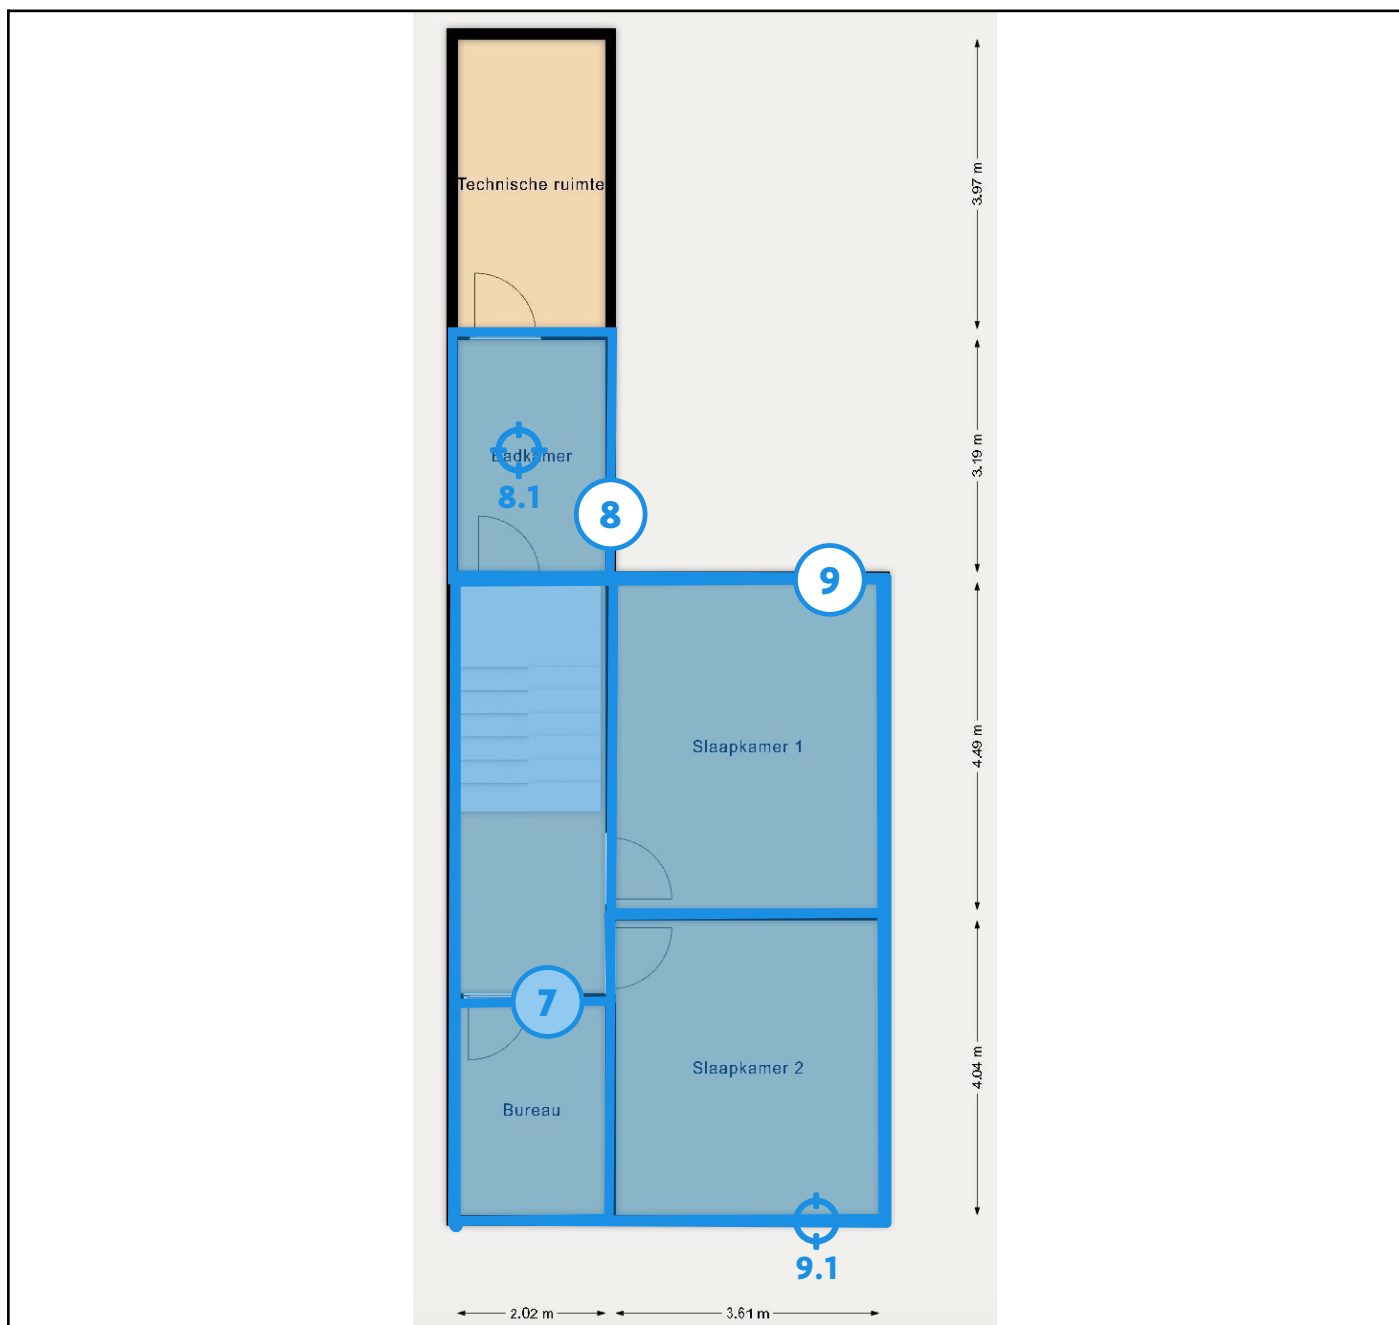 Technische ruimte
3.97 m
Badkamer
8.1
8
3.19 m
9
Slaapkamer 1
4.49 m
7
Slaapkamer 2
Bureau
4.04 m
9.1
2.02 m
3.61 m